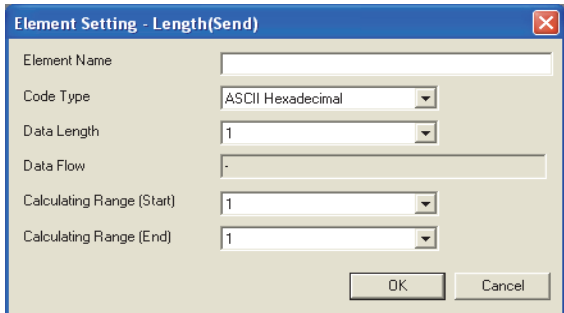 Element Setting - Length(Send)
Element Name
Code Type ASCII Hexadecimal
Data Length 1
Data Flow -
Calculating Range (Start) 1
Calculating Range (End) 1
OK Cancel